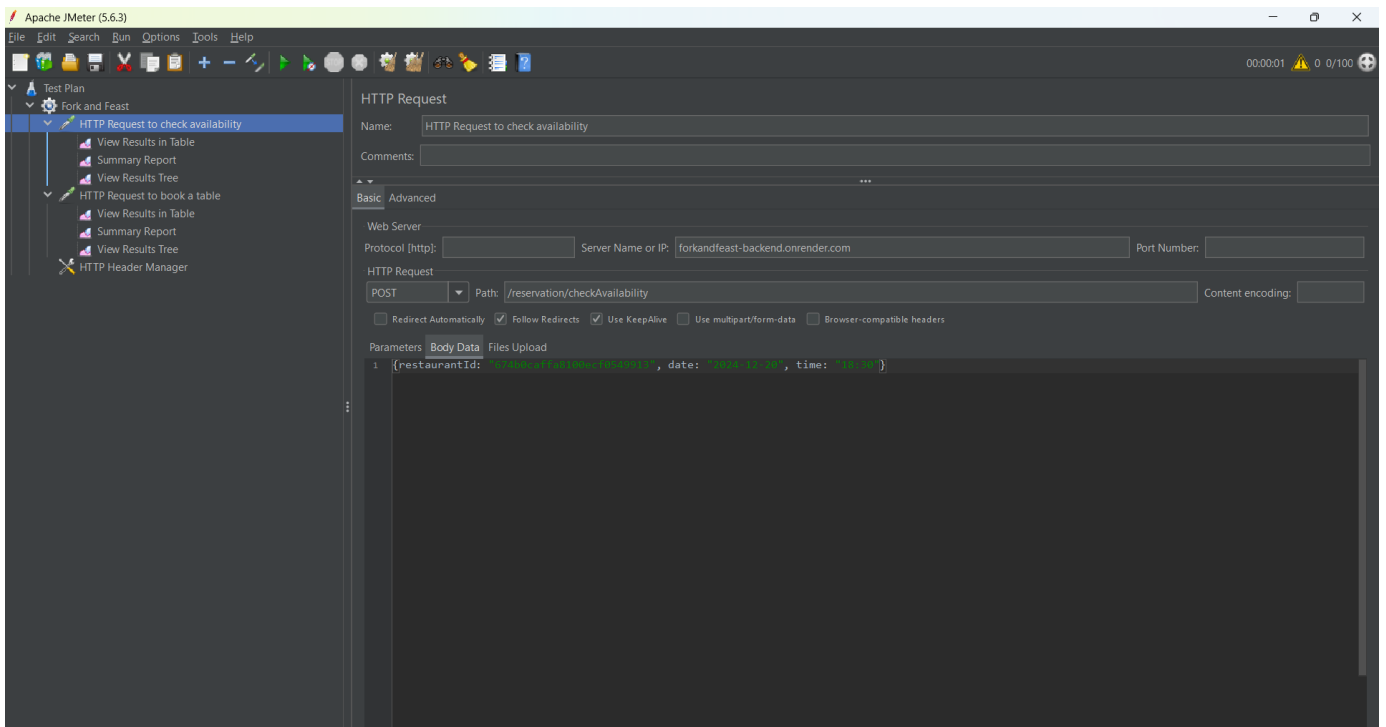 Apache JMeter (5.6.3)
File Edit Search Run Options Tools Help
00:00:01 0 0/100
Test Plan
Fork and Feast
HTTP Request to check availability
View Results in Table
Summary Report
View Results Tree
HTTP Request to book a table
View Results in Table
Summary Report
View Results Tree
HTTP Header Manager
HTTP Request
Name: HTTP Request to check availability
Comments:
Basic Advanced
Web Server
Protocol [http]: Server Name or IP: forkandfeast-backend.onrender.com Port Number:
HTTP Request
POST Path: /reservation/checkAvailability Content encoding:
Redirect Automatically Follow Redirects Use KeepAlive Use multipart/form-data Browser-compatible headers
Parameters Body Data Files Upload
1 {restaurantId: "674b0caffa8100ecf0549913", date: "2024-12-20", time: "18:30"}